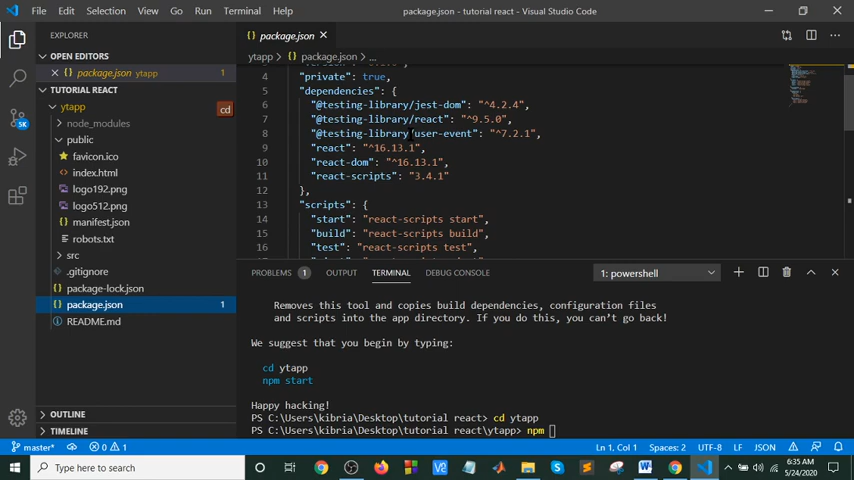 File Edit Selection View Go Run Terminal Help package.json - tutorial react - Visual Studio Code
EXPLORER
OPEN EDITORS
package.json 1
TUTORIAL REACT
ytapp cd
node_modules
public
favicon.ico
index.html
logo192.png
logo512.png
manifest.json
robots.txt
src
.gitignore
package-lock.json
package.json 1
README.md
OUTLINE
TIMELINE
5K
package.json
ytapp > package.json > ...
4 "private": true,
5 "dependencies": {
6 "@testing-library/jest-dom": "^4.2.4",
7 "@testing-library/react": "^9.5.0",
8 "@testing-library/user-event": "^7.2.1",
9 "react": "^16.13.1",
10 "react-dom": "^16.13.1",
11 "react-scripts": "3.4.1"
12 },
13 "scripts": {
14 "start": "react-scripts start",
15 "build": "react-scripts build",
16 "test": "react-scripts test",
PROBLEMS 1 OUTPUT TERMINAL DEBUG CONSOLE 1: powershell
Removes this tool and copies build dependencies, configuration files
and scripts into the app directory. If you do this, you can’t go back!
We suggest that you begin by typing:
cd ytapp
npm start
Happy hacking!
PS C:\Users\kibria\Desktop\tutorial react> cd ytapp
PS C:\Users\kibria\Desktop\tutorial react\ytapp> npm
master* 0 1 Ln 1, Col 1 Spaces: 2 UTF-8 LF JSON
Type here to search
6:35 AM
5/24/2020